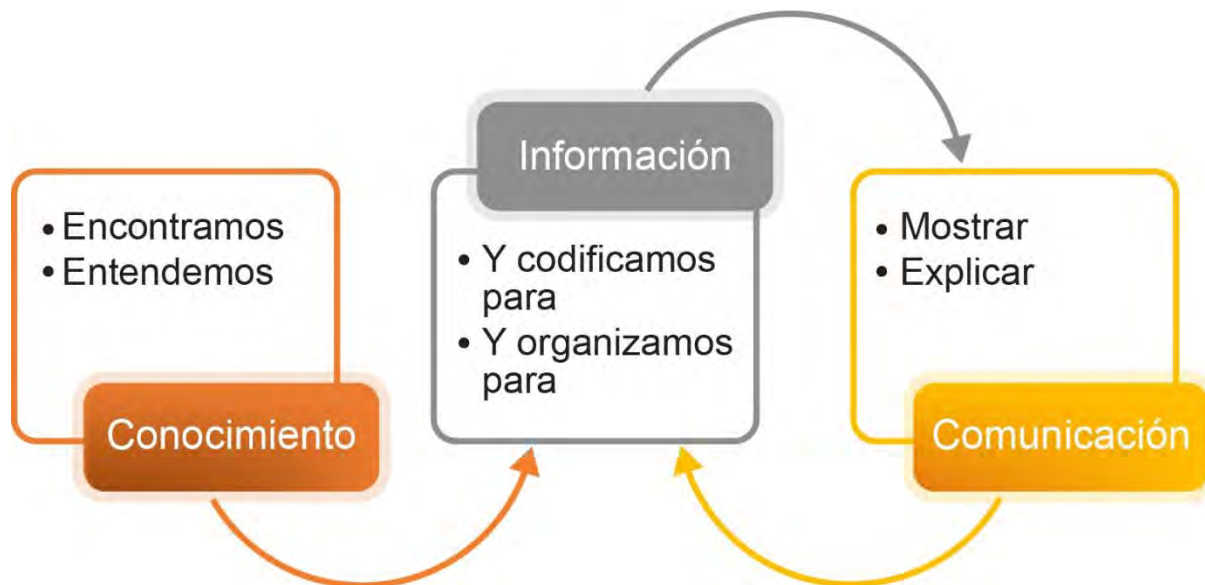 • Encontramos
• Entendemos
Conocimiento
Información
• Y codificamos
para
• Y organizamos
para
• Mostrar
• Explicar
Comunicación